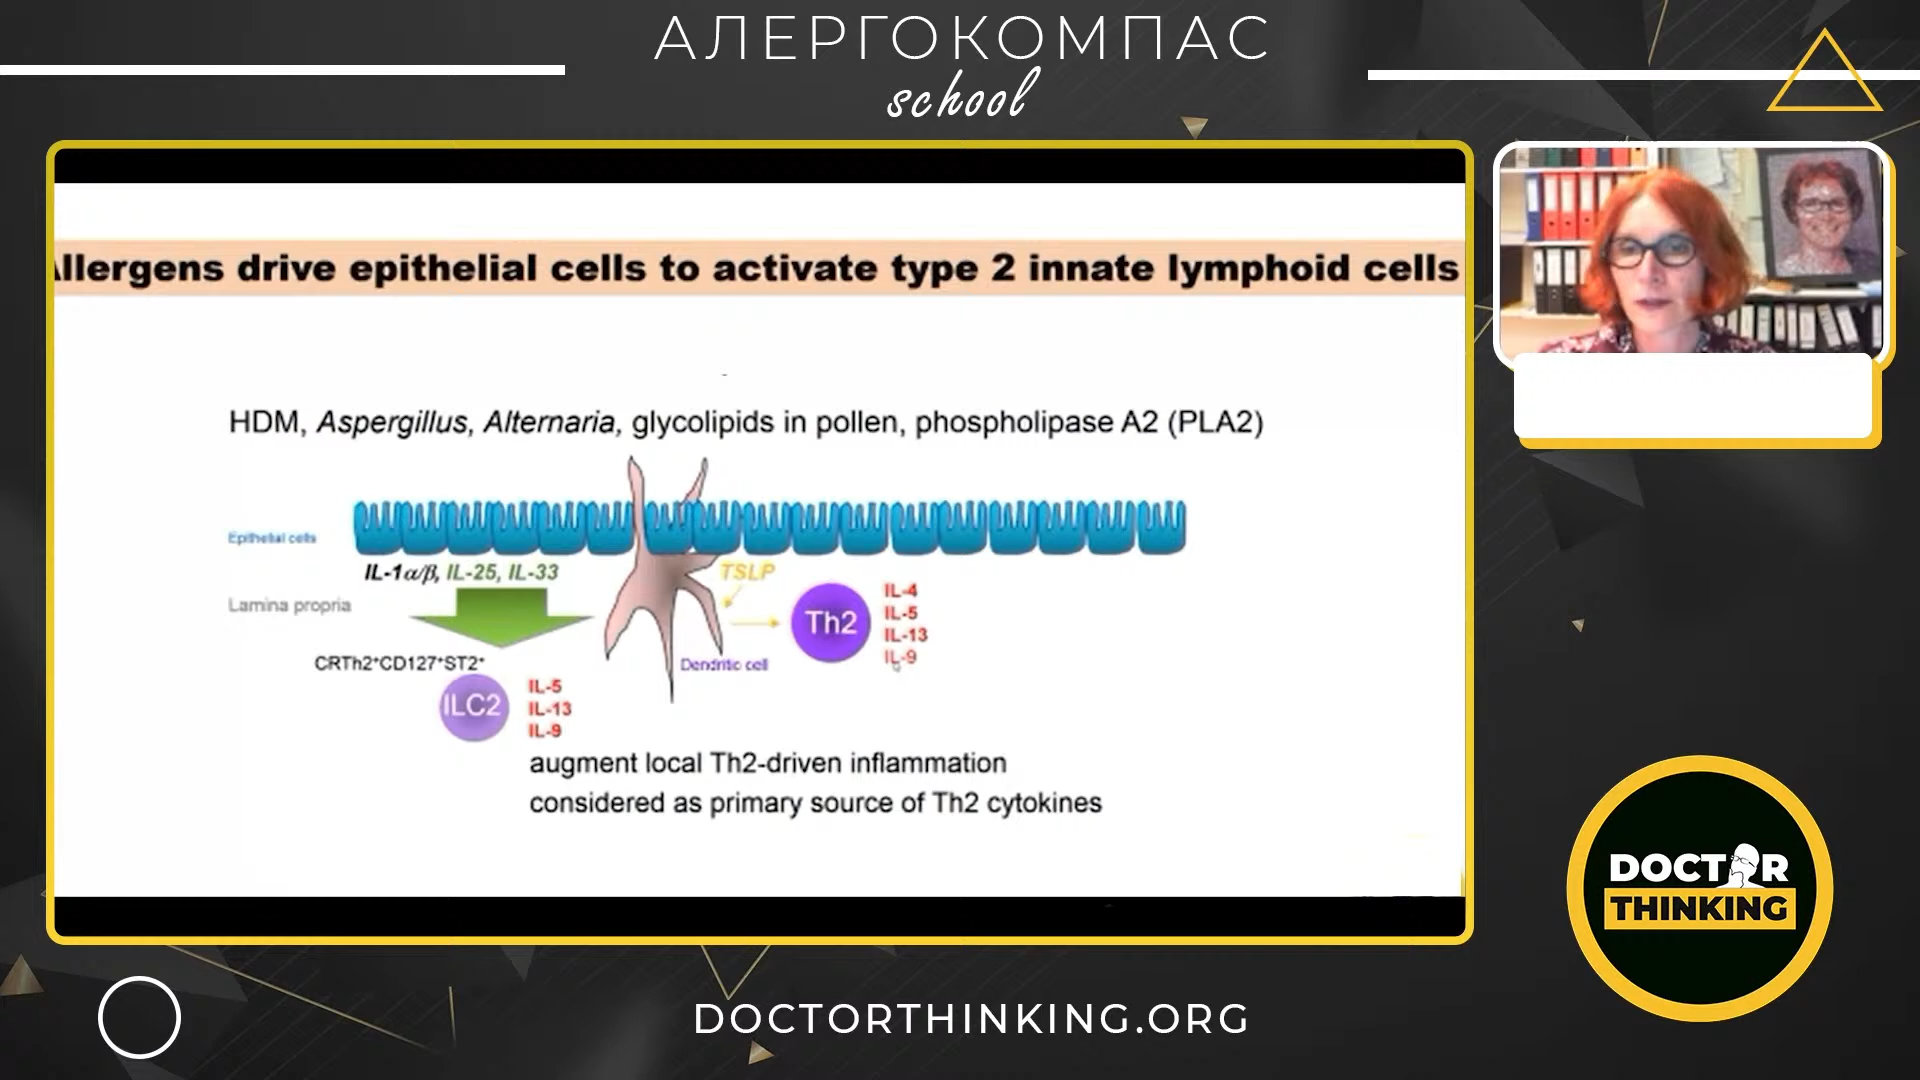 АЛЕРГОКОМПАС
school
llergens drive epithelial cells to activate type 2 innate lymphoid cells
HDM, Aspergillus, Alternaria, glycolipids in pollen, phospholipase A2 (PLA2)
Epithelial cells
IL-1α/β, IL-25, IL-33
TSLP
Lamina propria
Th2
IL-4
IL-5
IL-13
IL-9
CRTh2⁺CD127⁺ST2⁺
Dendritic cell
ILC2
IL-5
IL-13
IL-9
augment local Th2-driven inflammation
considered as primary source of Th2 cytokines
DOCTOR
THINKING
DOCTORTHINKING.ORG